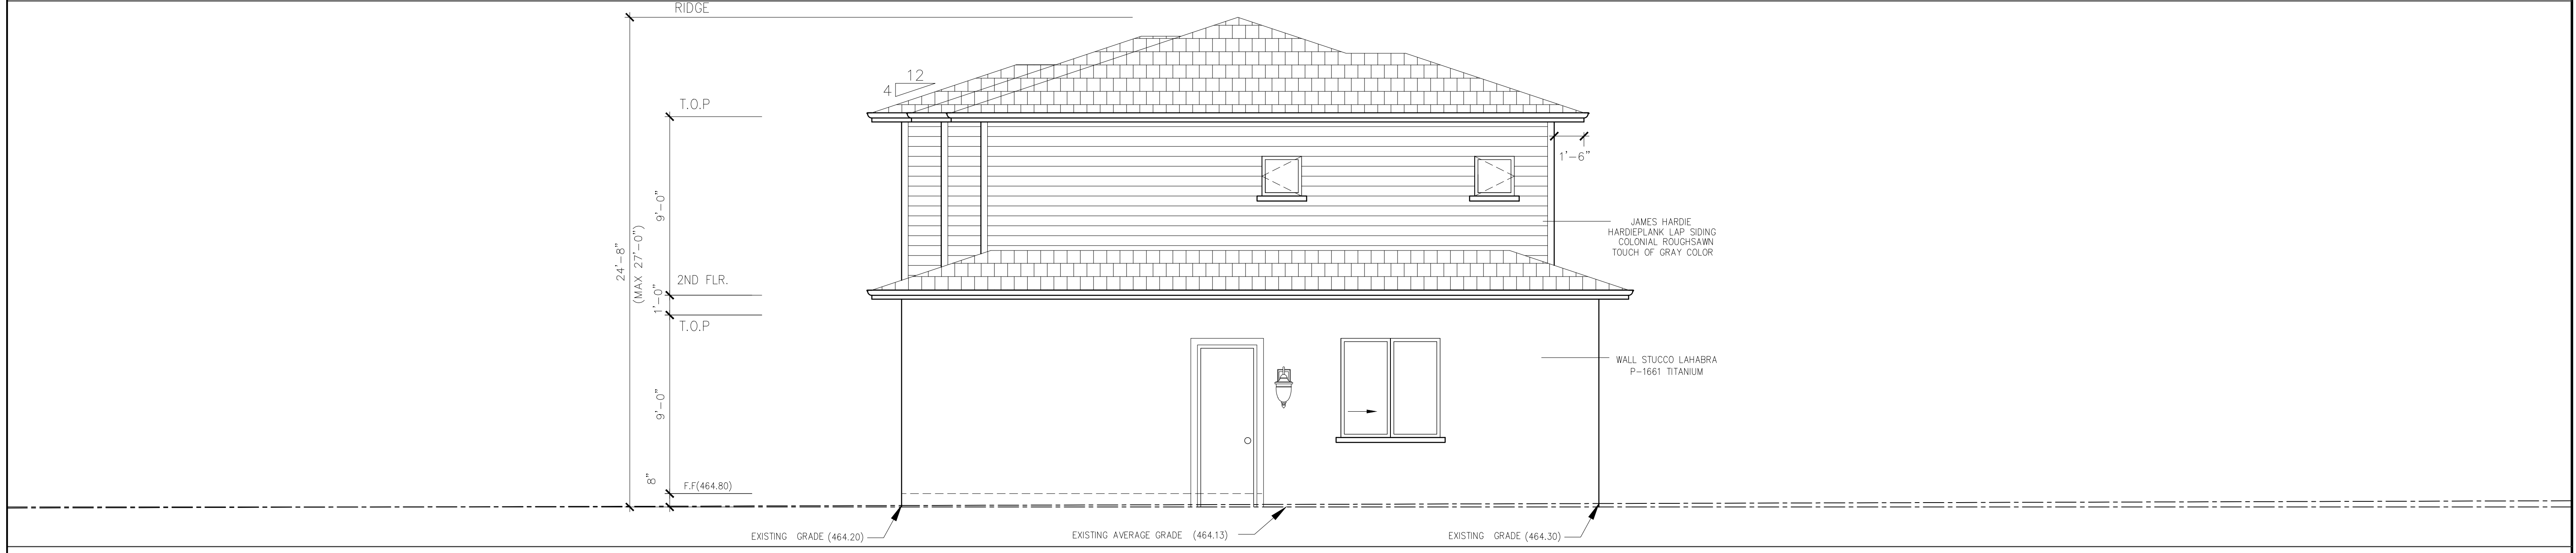 RIDGE
12
4
T.O.P
1'-6"
9'-0"
24'-8"
(MAX 27'-0")
JAMES HARDIE
HARDIEPLANK LAP SIDING
COLONIAL ROUGHSAWN
TOUCH OF GRAY COLOR
2ND FLR.
1'-0"
T.O.P
WALL STUCCO LAHABRA
P-1661 TITANIUM
9'-0"
8"
F.F(464.80)
EXISTING GRADE (464.20)
EXISTING AVERAGE GRADE (464.13)
EXISTING GRADE (464.30)